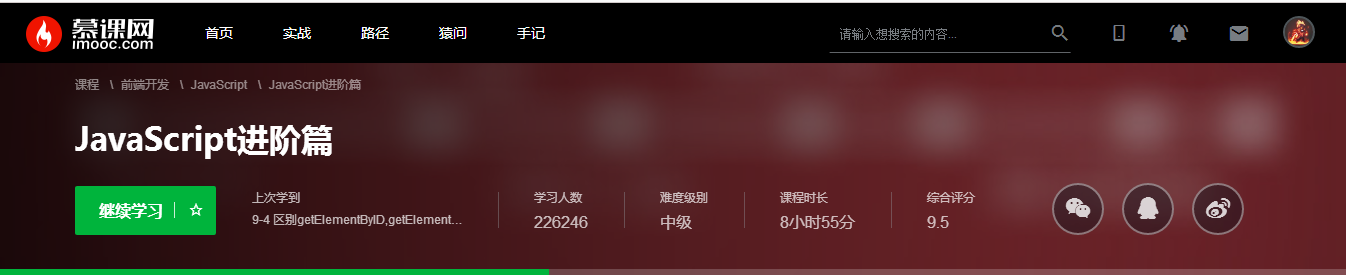 慕课网
imooc.com
首页 实战 路径 猿问 手记
请输入想搜索的内容...
课程 \ 前端开发 \ JavaScript \ JavaScript进阶篇
JavaScript进阶篇
继续学习
上次学到 学习人数 难度级别 课程时长 综合评分
9-4 区别getElementByID,getElement... 226246 中级 8小时55分 9.5